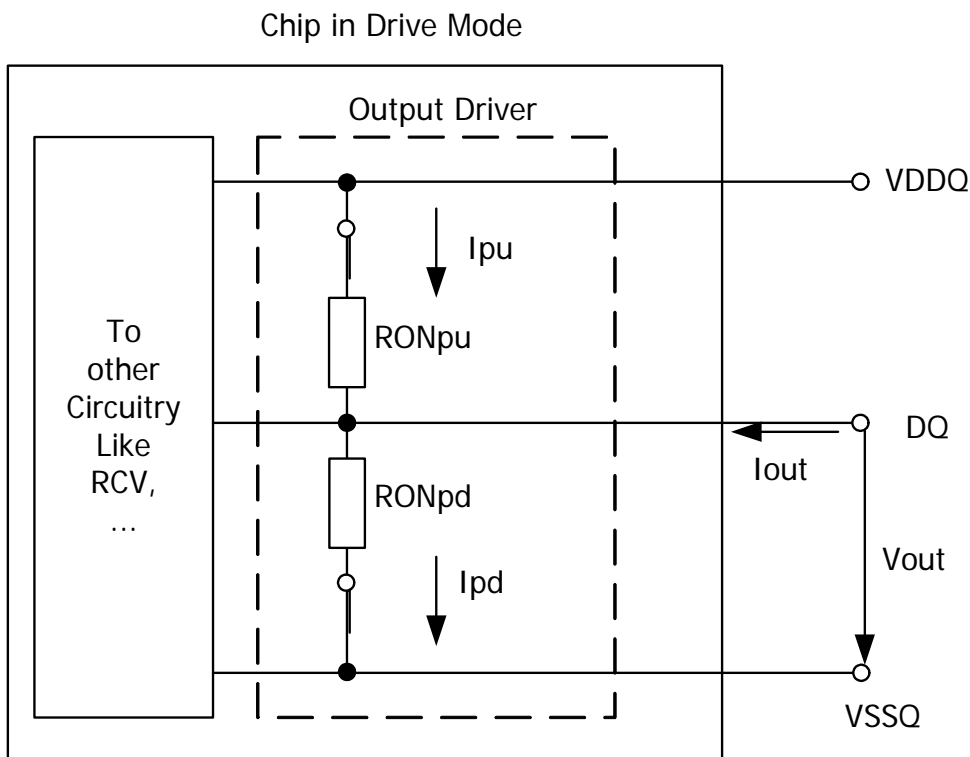 Chip in Drive Mode
Output Driver
VDDQ
Ipu
RONpu
To
other
Circuitry
Like
RCV,
...
DQ
Iout
RONpd
Vout
Ipd
VSSQ